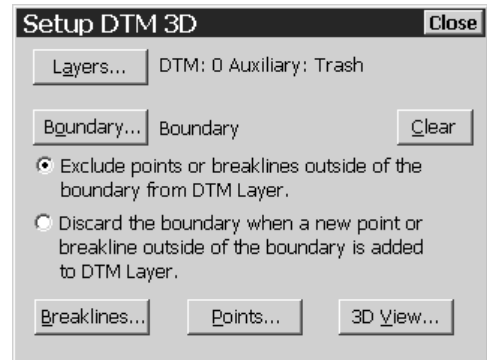 Setup DTM 3D Close
Layers... DTM: 0 Auxiliary: Trash
Boundary... Boundary Clear
Exclude points or breaklines outside of the
boundary from DTM Layer.
Discard the boundary when a new point or
breakline outside of the boundary is added
to DTM Layer.
Breaklines... Points... 3D View...